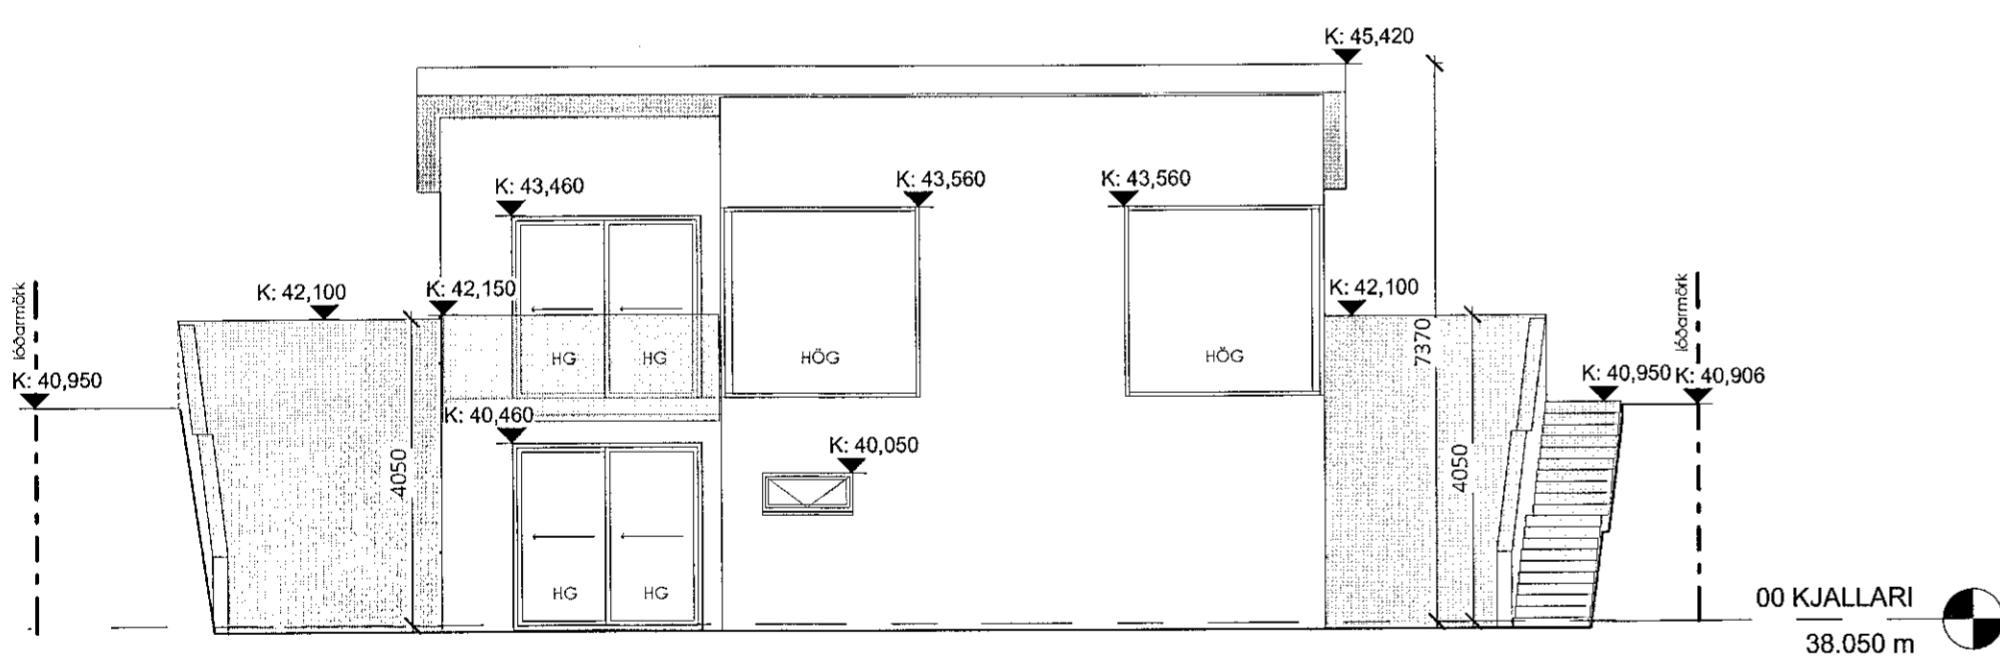 K: 45,420
K: 43,460
K: 43,560
K: 43,560
lóðarmörk
K: 42,100
K: 42,150
K: 42,100
lóðarmörk
7370
HG
HG
HÖG
HÖG
K: 40,950
K: 40,950
K: 40,906
K: 40,460
K: 40,050
4050
4050
HG
HG
00 KJALLARI
38.050 m